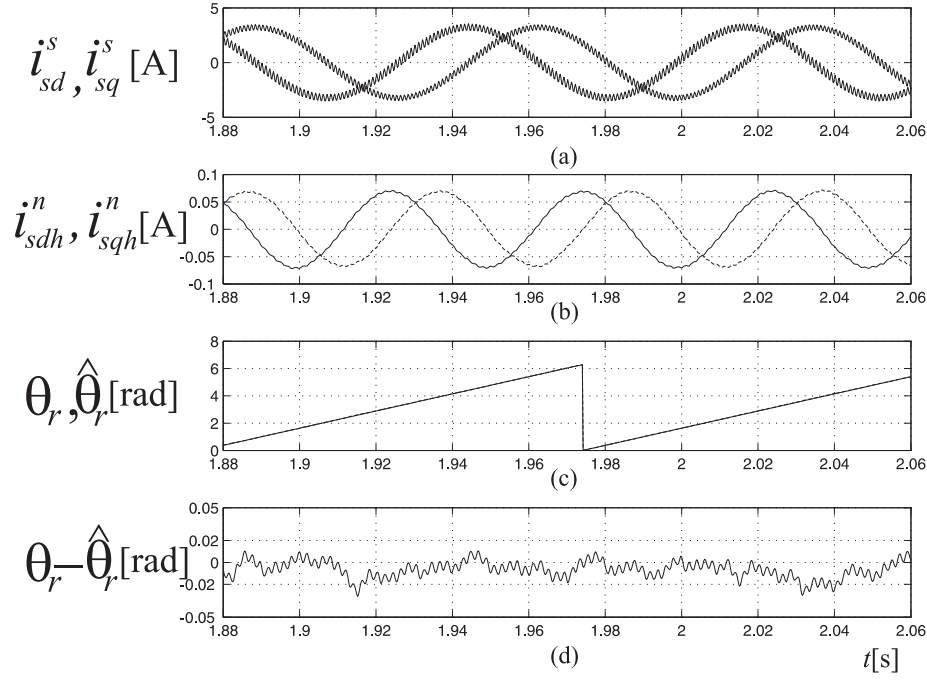 i^s_sd, i^s_sq [A]
5
0
-5
1.88 1.9 1.92 1.94 1.96 1.98 2 2.02 2.04 2.06
(a)
i^n_sdh, i^n_sqh [A]
0.1
0.05
0
-0.05
-0.1
1.88 1.9 1.92 1.94 1.96 1.98 2 2.02 2.04 2.06
(b)
θ_r, θ̂_r [rad]
8
6
4
2
0
1.88 1.9 1.92 1.94 1.96 1.98 2 2.02 2.04 2.06
(c)
θ_r−θ̂_r [rad]
0.05
0.02
0
-0.02
-0.05
1.88 1.9 1.92 1.94 1.96 1.98 2 2.02 2.04 2.06
(d)
t[s]